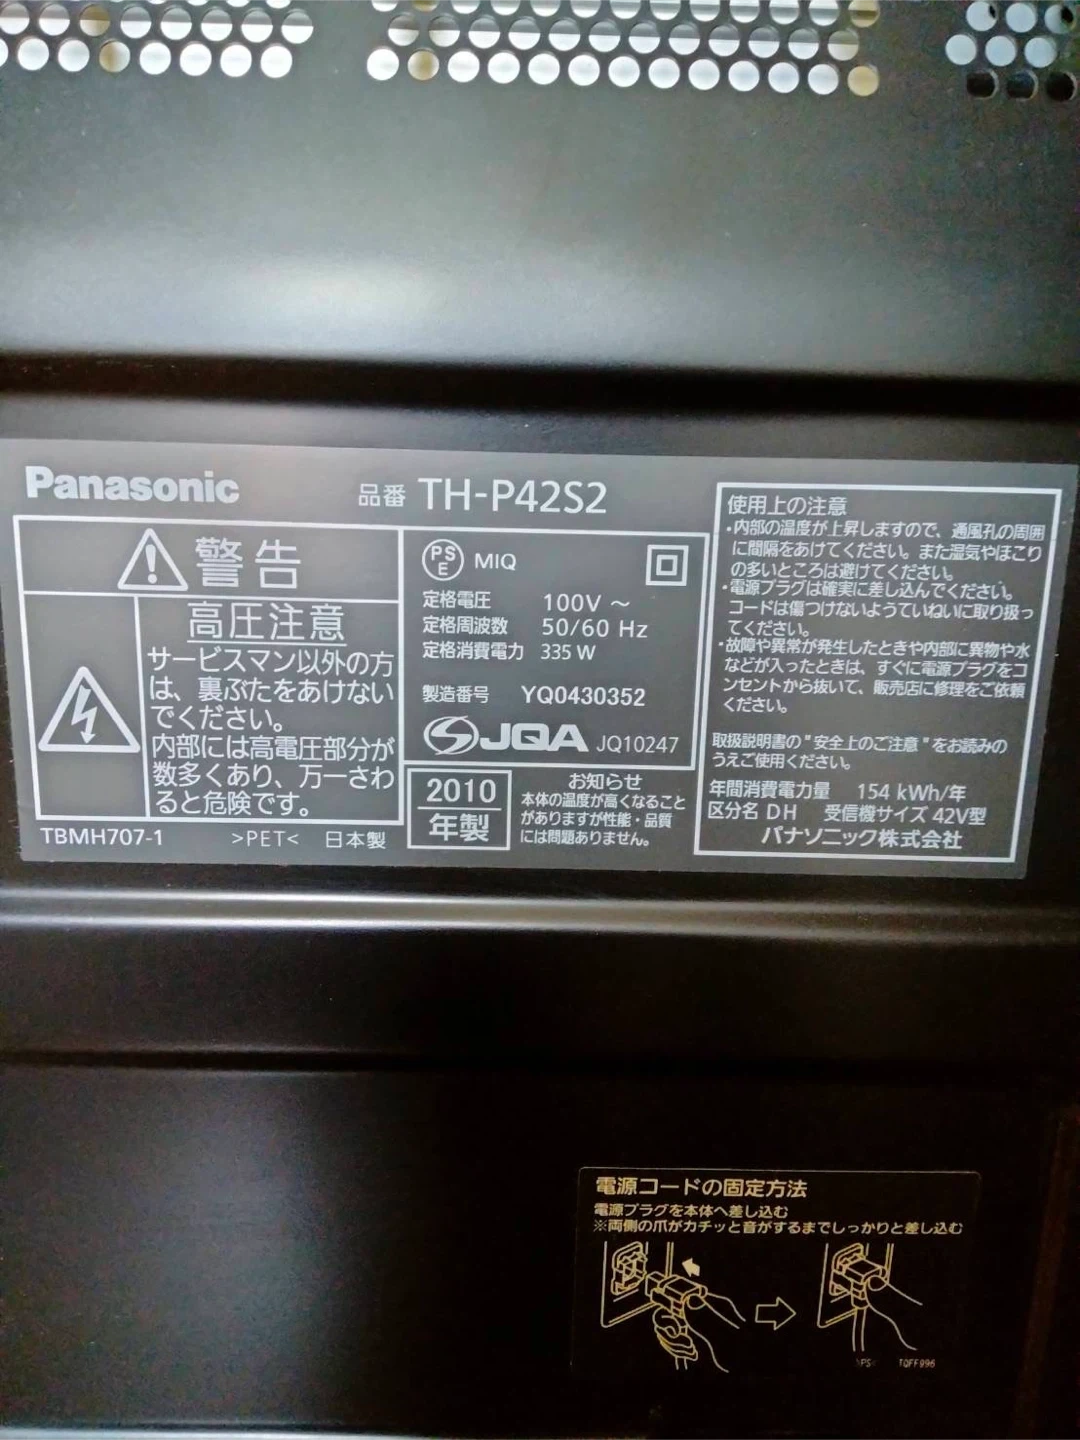 Panasonic
品番 TH-P42S2
警告
高圧注意
サービスマン以外の方
は、裏ぶたをあけない
でください。
内部には高電圧部分が
数多くあり、万一さわ
ると危険です。
TBMH707-1 >PET< 日本製
PSE MIQ
定格電圧 100V ～
定格周波数 50/60 Hz
定格消費電力 335 W
製造番号 YQ0430352
JQA JQ10247
2010
年製
お知らせ
本体の温度が高くなること
がありますが性能・品質
には問題ありません。
使用上の注意
・内部の温度が上昇しますので、通風孔の周囲
に間隔をあけてください。また湿気やほこり
の多いところは避けてください。
・電源プラグは確実に差し込んでください。
コードは傷つけないようていねいに取り扱っ
てください。
・故障や異常が発生したときや内部に異物や水
などが入ったときは、すぐに電源プラグをコ
ンセントから抜いて、販売店に修理をご依頼
ください。
取扱説明書の"安全上のご注意"をお読みの
うえご使用ください。
年間消費電力量 154 kWh/年
区分名 DH 受信機サイズ 42V型
パナソニック株式会社
電源コードの固定方法
電源プラグを本体へ差し込む
※両側の爪がカチッと音がするまでしっかりと差し込む
>PS< TQFF996